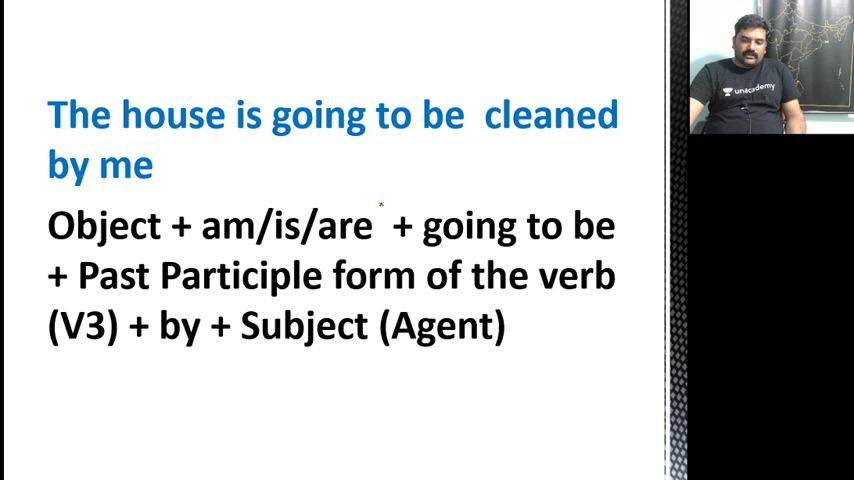 The house is going to be cleaned
by me
Object + am/is/are + going to be
+ Past Participle form of the verb
(V3) + by + Subject (Agent)
unacademy